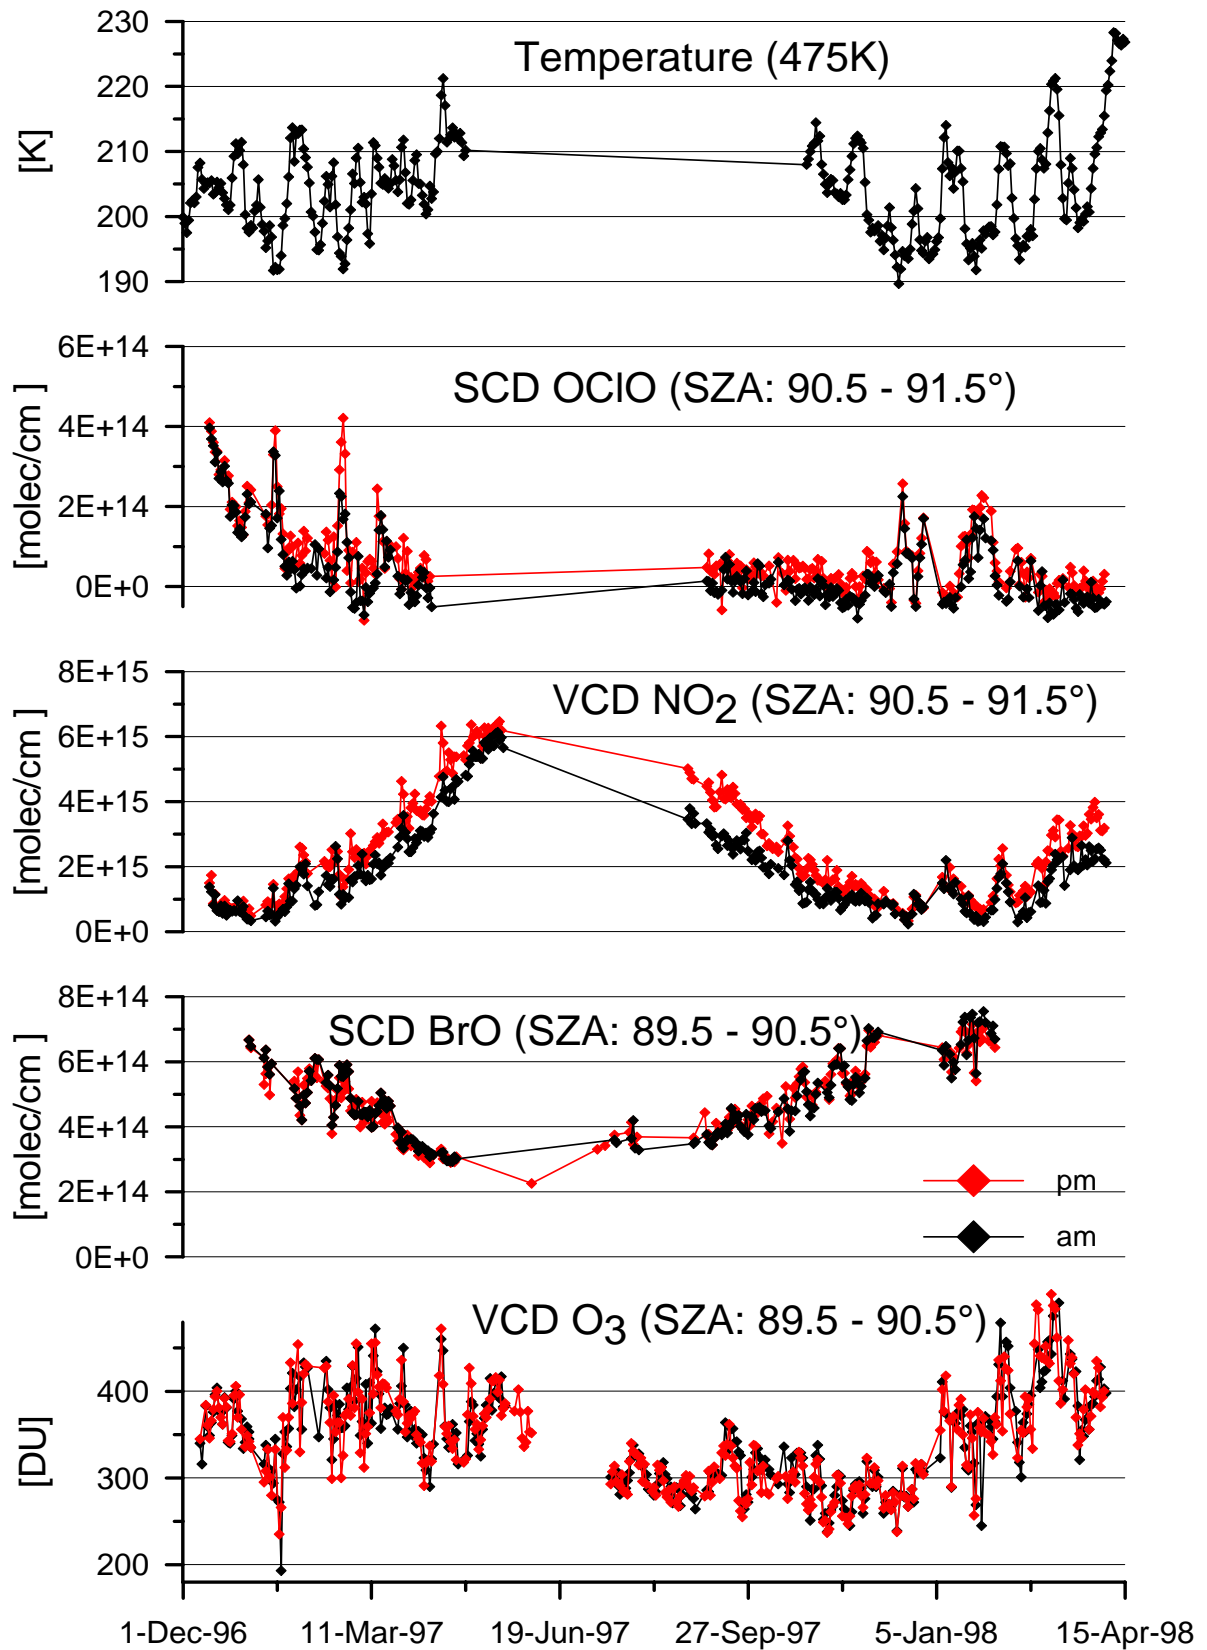 Temperature (475K)
[K]
230
220
210
200
190
SCD OClO (SZA: 90.5 - 91.5°)
[molec/cm ]
6E+14
4E+14
2E+14
0E+0
VCD NO2 (SZA: 90.5 - 91.5°)
[molec/cm ]
8E+15
6E+15
4E+15
2E+15
0E+0
SCD BrO (SZA: 89.5 - 90.5°)
[molec/cm ]
8E+14
6E+14
4E+14
2E+14
0E+0
pm
am
VCD O3 (SZA: 89.5 - 90.5°)
[DU]
400
300
200
1-Dec-96 11-Mar-97 19-Jun-97 27-Sep-97 5-Jan-98 15-Apr-98